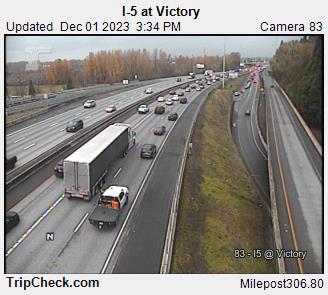 I-5 at Victory
Updated Dec 01 2023 3:34 PM Camera 83
N
83 - I5 @ Victory
TripCheck.com Milepost306.80